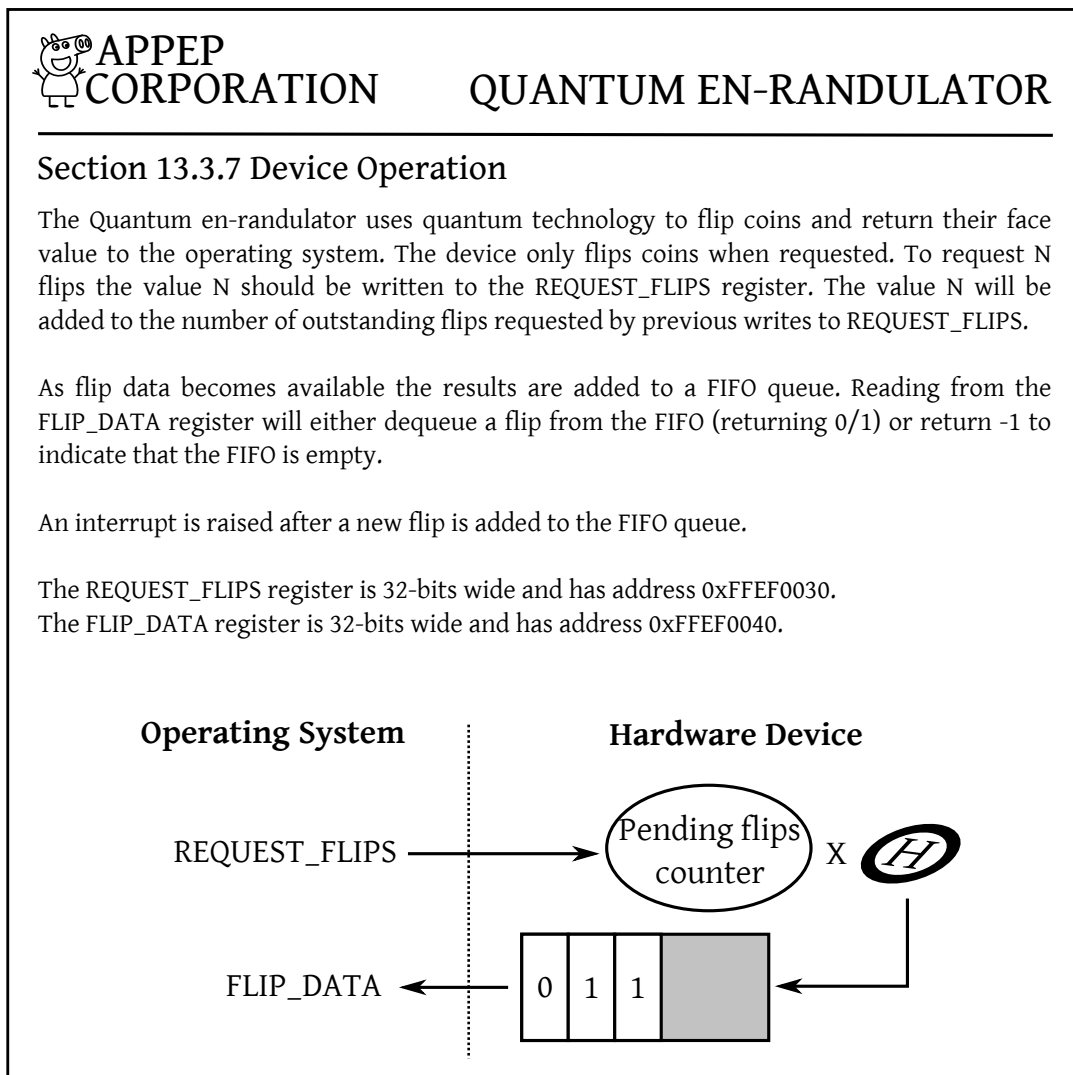 APPEP
CORPORATION
QUANTUM EN-RANDULATOR
Section 13.3.7 Device Operation
The Quantum en-randulator uses quantum technology to flip coins and return their face
value to the operating system. The device only flips coins when requested. To request N
flips the value N should be written to the REQUEST_FLIPS register. The value N will be
added to the number of outstanding flips requested by previous writes to REQUEST_FLIPS.
As flip data becomes available the results are added to a FIFO queue. Reading from the
FLIP_DATA register will either dequeue a flip from the FIFO (returning 0/1) or return -1 to
indicate that the FIFO is empty.
An interrupt is raised after a new flip is added to the FIFO queue.
The REQUEST_FLIPS register is 32-bits wide and has address 0xFFEF0030.
The FLIP_DATA register is 32-bits wide and has address 0xFFEF0040.
Operating System
Hardware Device
REQUEST_FLIPS
Pending flips
counter
X
H
FLIP_DATA
0 1 1